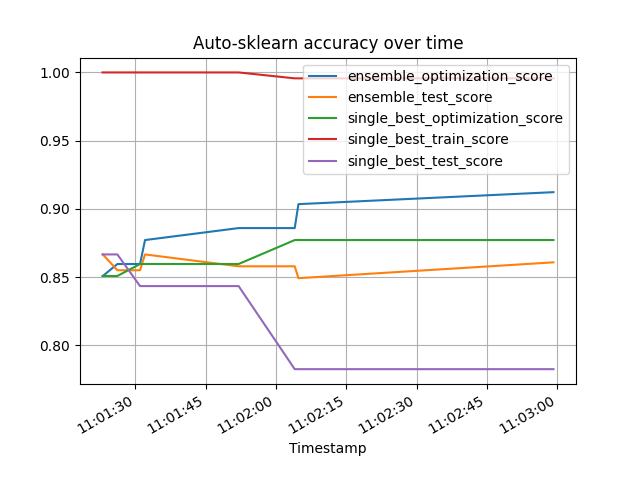 Auto-sklearn accuracy over time
1.00
0.95
0.90
0.85
0.80
ensemble_optimization_score
ensemble_test_score
single_best_optimization_score
single_best_train_score
single_best_test_score
11:01:30
11:01:45
11:02:00
11:02:15
11:02:30
11:02:45
11:03:00
Timestamp